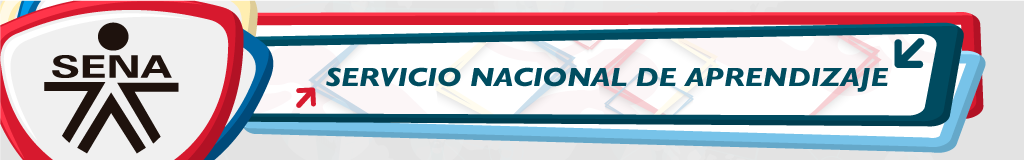 SENA
SERVICIO NACIONAL DE APRENDIZAJE